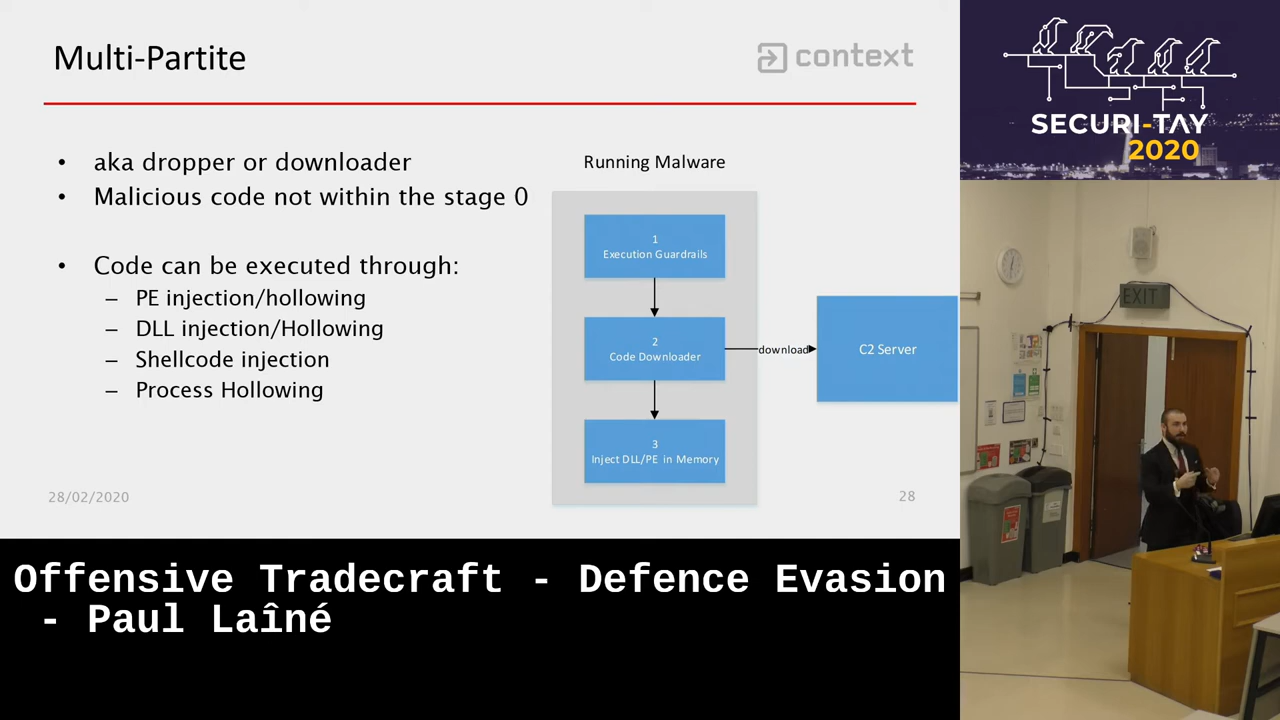 Multi-Partite
context
• aka dropper or downloader
• Malicious code not within the stage 0
• Code can be executed through:
– PE injection/hollowing
– DLL injection/Hollowing
– Shellcode injection
– Process Hollowing
Running Malware
1
Execution Guardrails
2
Code Downloader
download
C2 Server
3
Inject DLL/PE in Memory
28/02/2020
28
SECURI-TAY
2020
EXIT
Offensive Tradecraft - Defence Evasion
- Paul Laîné